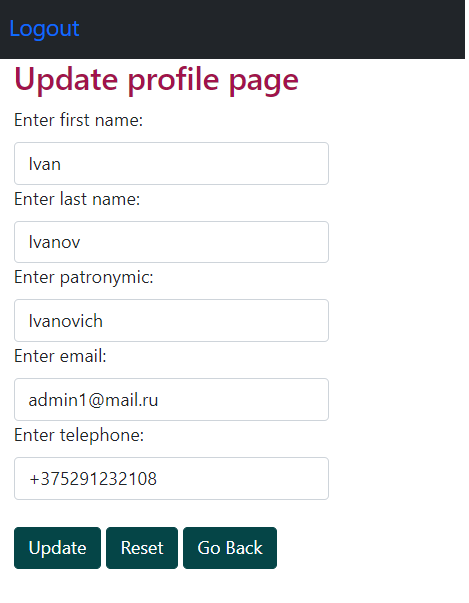 Logout
Update profile page
Enter first name:
Ivan
Enter last name:
Ivanov
Enter patronymic:
Ivanovich
Enter email:
admin1@mail.ru
Enter telephone:
+375291232108
Update Reset Go Back